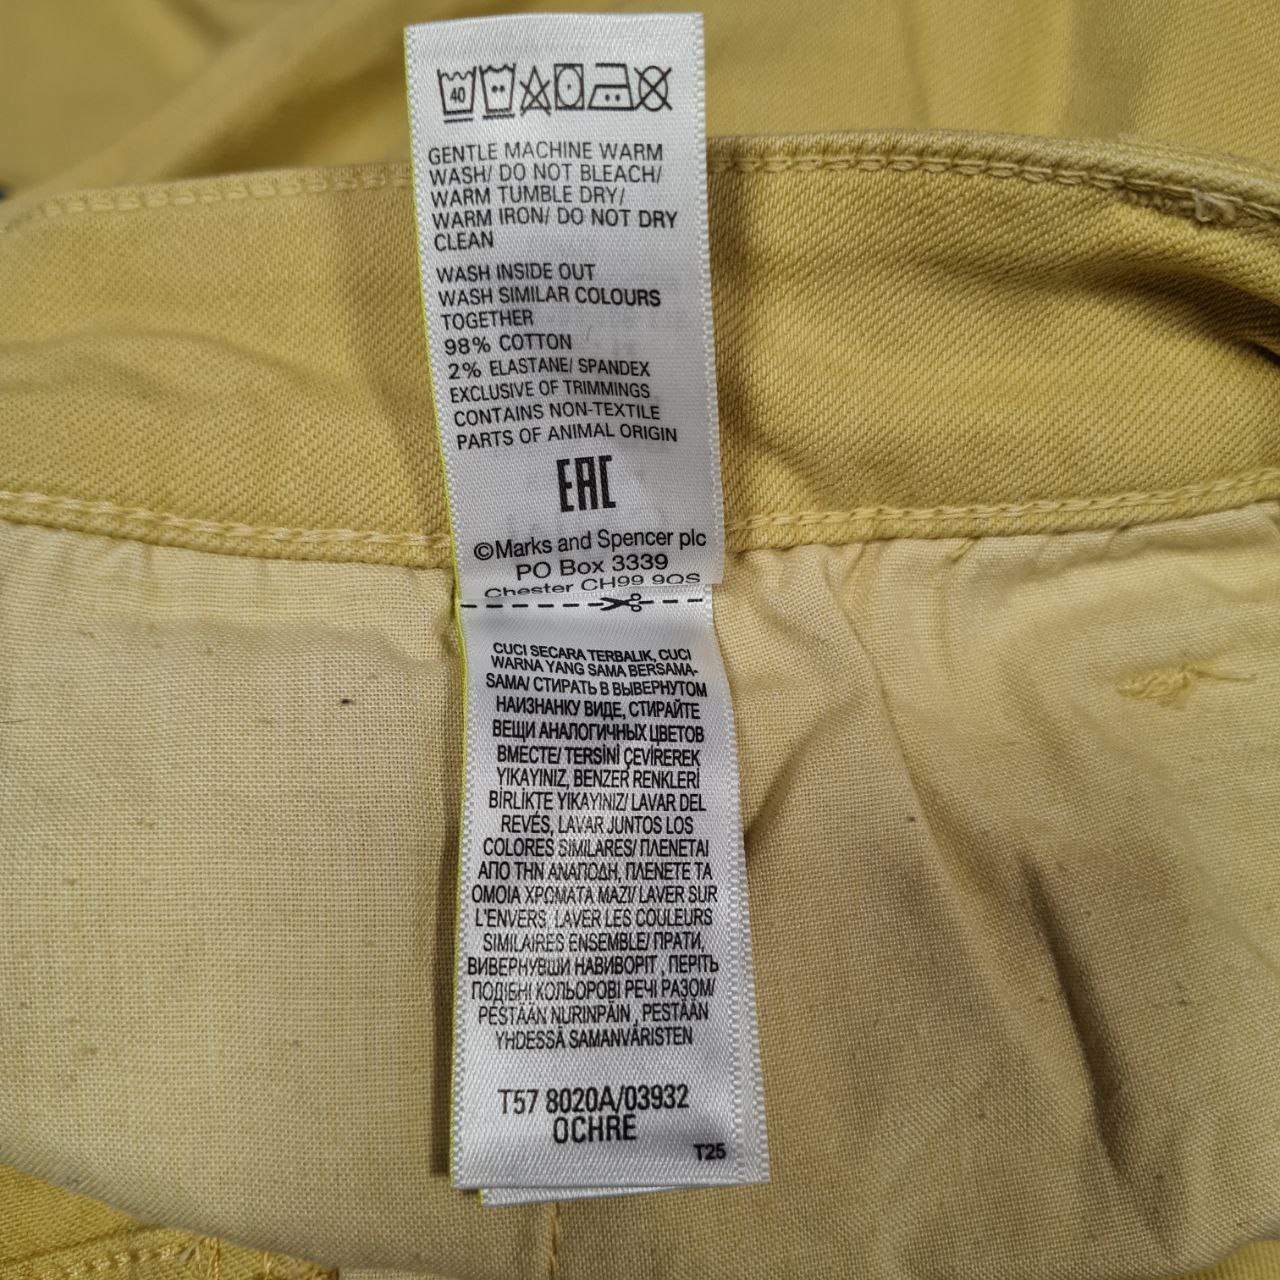 40
GENTLE MACHINE WARM
WASH/ DO NOT BLEACH/
WARM TUMBLE DRY/
WARM IRON/ DO NOT DRY
CLEAN
WASH INSIDE OUT
WASH SIMILAR COLOURS
TOGETHER
98% COTTON
2% ELASTANE/ SPANDEX
EXCLUSIVE OF TRIMMINGS
CONTAINS NON-TEXTILE
PARTS OF ANIMAL ORIGIN
EAC
©Marks and Spencer plc
PO Box 3339
Chester CH99 9QS
CUCI SECARA TERBALIK, CUCI
WARNA YANG SAMA BERSAMA-
SAMA/ СТИРАТЬ В ВЫВЕРНУТОМ
НАИЗНАНКУ ВИДЕ, СТИРАЙТЕ
ВЕЩИ АНАЛОГИЧНЫХ ЦВЕТОВ
ВМЕСТЕ/ TERSİNİ ÇEVİREREK
YIKAYINIZ, BENZER RENKLERİ
BİRLİKTE YIKAYINIZ/ LAVAR DEL
REVÉS, LAVAR JUNTOS LOS
COLORES SIMILARES/ ΠΛΕΝΕΤΑΙ
ΑΠΟ ΤΗΝ ΑΝΑΠΟΔΗ, ΠΛΕΝΕΤΕ ΤΑ
ΟΜΟΙΑ ΧΡΩΜΑΤΑ ΜΑΖΙ/ LAVER SUR
L'ENVERS, LAVER LES COULEURS
SIMILAIRES ENSEMBLE/ ПРАТИ,
ВИВЕРНУВШИ НАВИВОРІТ , ПЕРІТЬ
ПОДІБНІ КОЛЬОРОВІ РЕЧІ РАЗОМ/
PESTÄÄN NURINPÄIN , PESTÄÄN
YHDESSÄ SAMANVÄRISTEN
T57 8020A/03932
OCHRE
T25